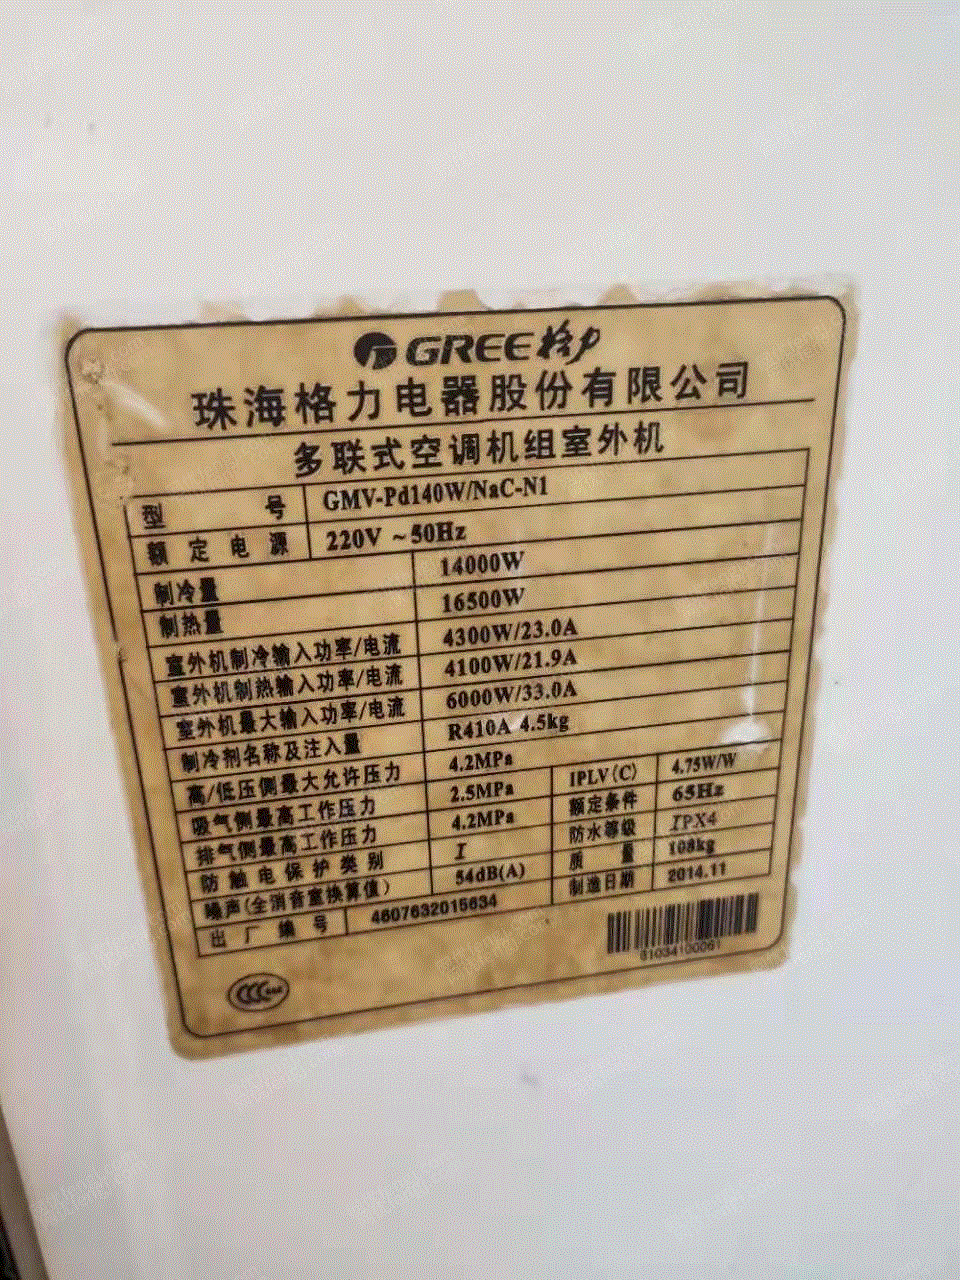 GREE格力
珠海格力电器股份有限公司
多联式空调机组室外机
型号 GMV-Pd140W/NaC-N1
额定电源 220V ~50Hz
制冷量 14000W
制热量 16500W
室外机制冷输入功率/电流 4300W/23.0A
室外机制热输入功率/电流 4100W/21.9A
室外机最大输入功率/电流 6000W/33.0A
制冷剂名称及注入量 R410A 4.5kg
高/低压侧最大允许压力 4.2MPa
吸气侧最高工作压力 2.5MPa IPLV(C) 4.75W/W
排气侧最高工作压力 4.2MPa 额定条件 65Hz
防触电保护类别 I 防水等级 IPX4
噪声(全消音室换算值) 54dB(A) 质量 108kg
出厂编号 4607632015634 制造日期 2014.11
81034100061
CCC